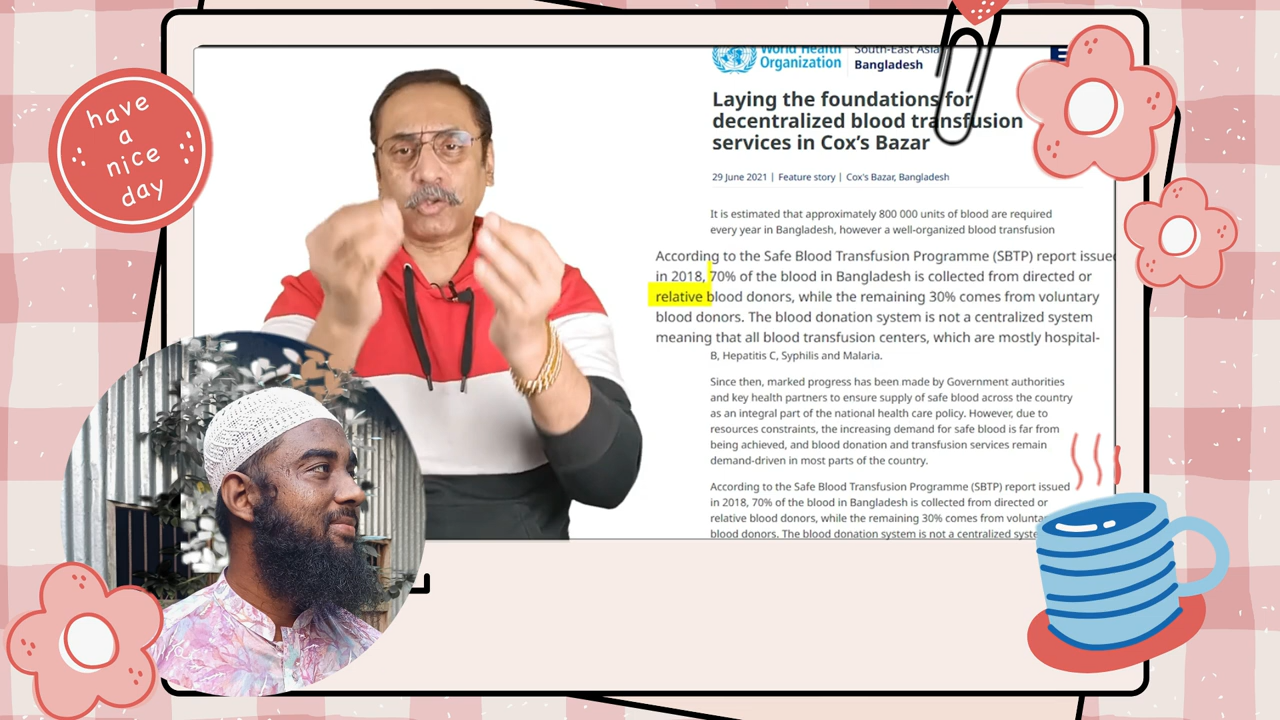 have
a
nice
day
World Health
Organization
South-East Asia
Bangladesh
Laying the foundations for
decentralized blood transfusion
services in Cox's Bazar
29 June 2021 | Feature story | Cox's Bazar, Bangladesh
It is estimated that approximately 800 000 units of blood are required
every year in Bangladesh, however a well-organized blood transfusion
According to the Safe Blood Transfusion Programme (SBTP) report issued
in 2018, 70% of the blood in Bangladesh is collected from directed or
relative blood donors, while the remaining 30% comes from voluntary
blood donors. The blood donation system is not a centralized system
meaning that all blood transfusion centers, which are mostly hospital-
B, Hepatitis C, Syphilis and Malaria.
Since then, marked progress has been made by Government authorities
and key health partners to ensure supply of safe blood across the country
as an integral part of the national health care policy. However, due to
resources constraints, the increasing demand for safe blood is far from
being achieved, and blood donation and transfusion services remain
demand-driven in most parts of the country.
According to the Safe Blood Transfusion Programme (SBTP) report issued
in 2018, 70% of the blood in Bangladesh is collected from directed or
relative blood donors, while the remaining 30% comes from volunta
blood donors. The blood donation system is not a centralized syste